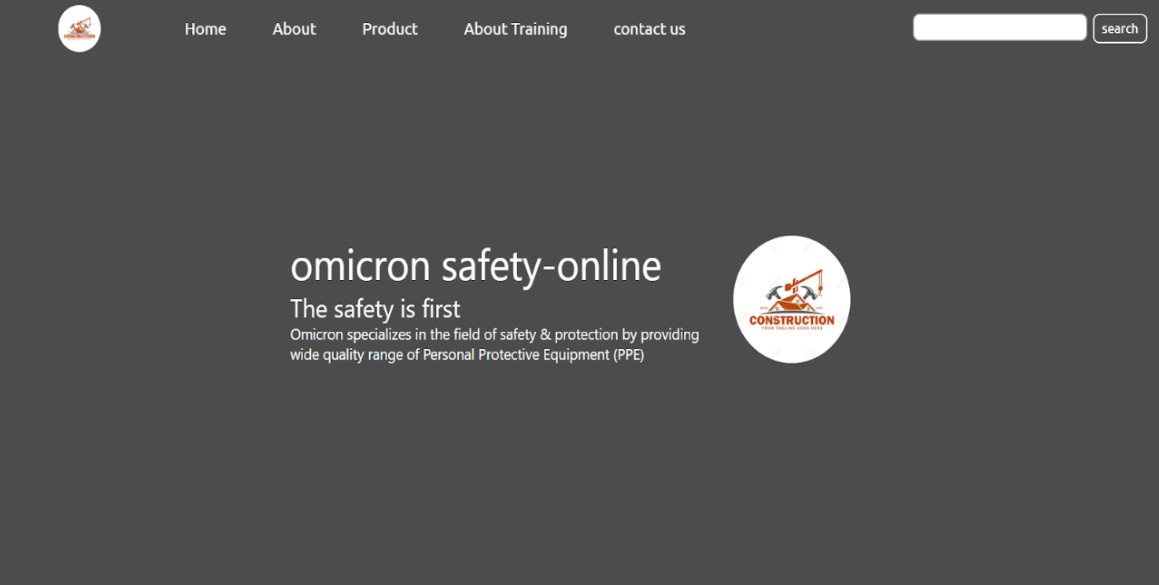 CONSTRUCTION
Home
About
Product
About Training
contact us
search
omicron safety-online
The safety is first
Omicron specializes in the field of safety & protection by providing
wide quality range of Personal Protective Equipment (PPE)
CONSTRUCTION
YOUR TAGLINE GOES HERE